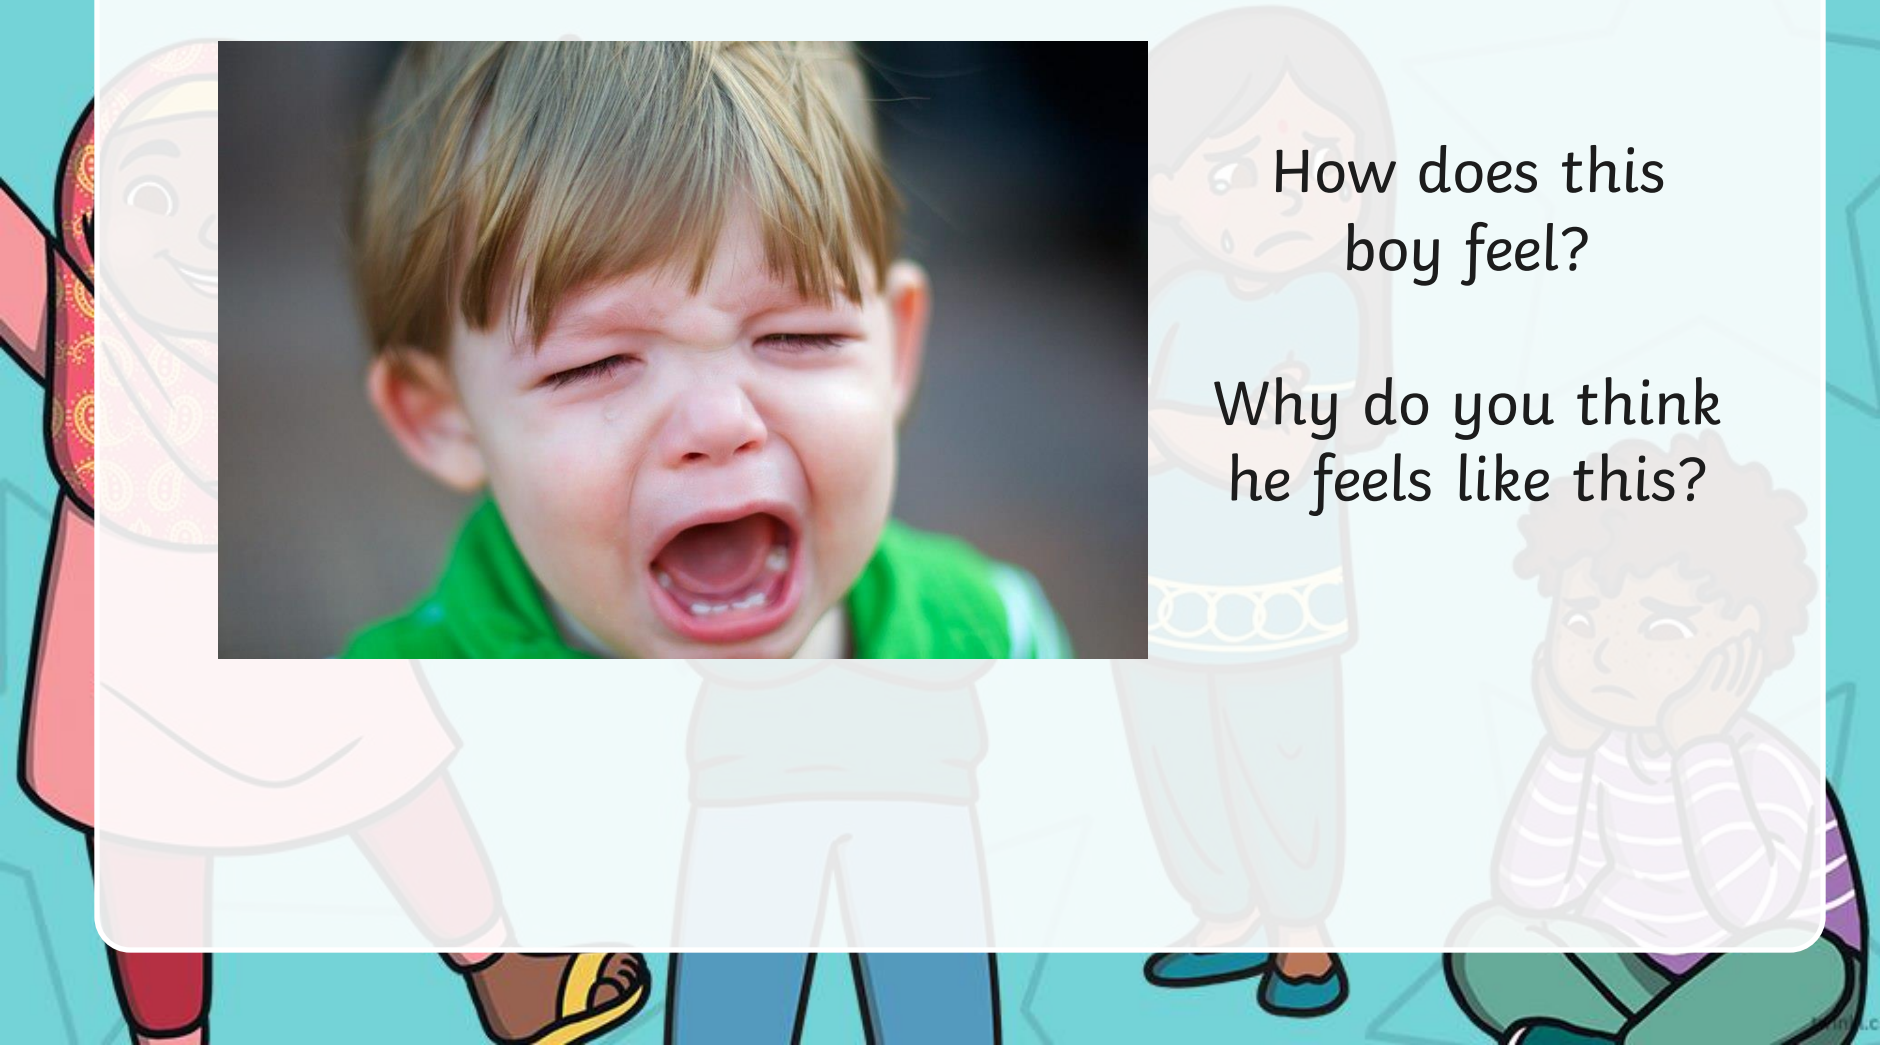 How does this
boy feel?
Why do you think
he feels like this?